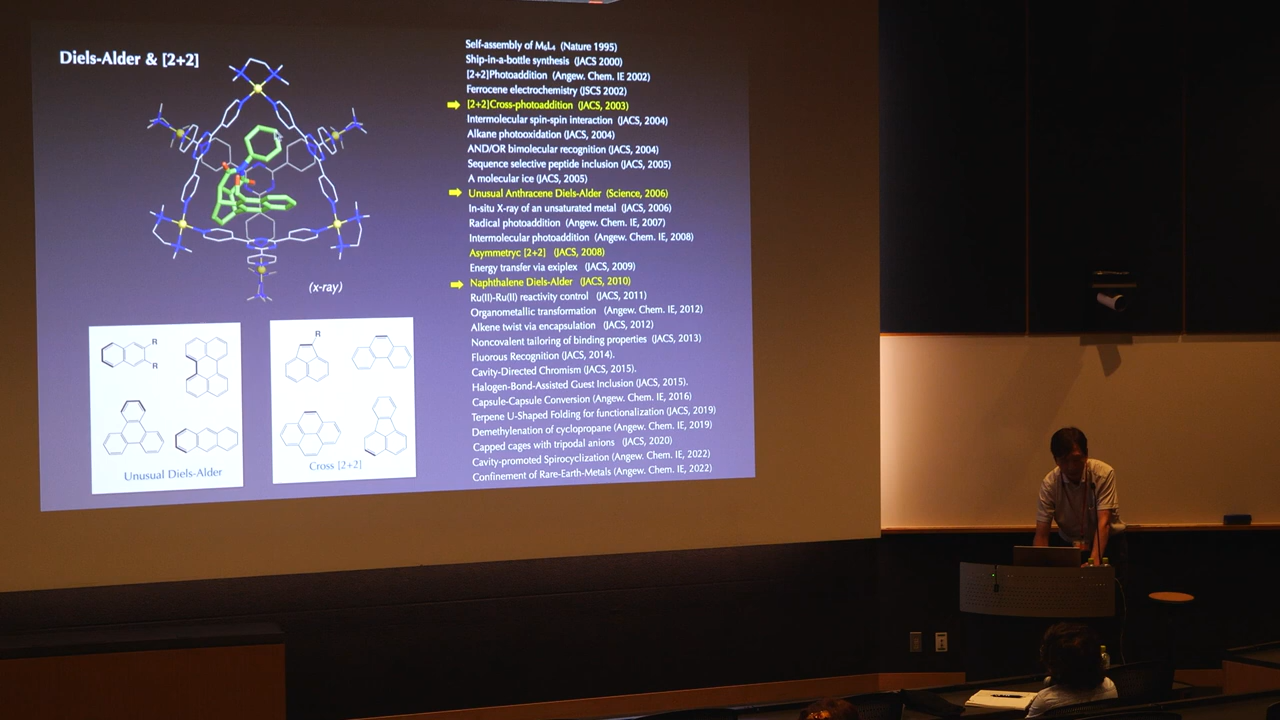 Diels-Alder & [2+2]
(x-ray)
R
R
Unusual Diels-Alder
R
Cross [2+2]
Self-assembly of M₆L₄ (Nature 1995)
Ship-in-a-bottle synthesis (JACS 2000)
[2+2]Photoaddition (Angew. Chem. IE 2002)
Ferrocene electrochemistry (JSCS 2002)
[2+2]Cross-photoaddition (JACS, 2003)
Intermolecular spin-spin interaction (JACS, 2004)
Alkane photooxidation (JACS, 2004)
AND/OR bimolecular recognition (JACS, 2004)
Sequence selective peptide inclusion (JACS, 2005)
A molecular ice (JACS, 2005)
Unusual Anthracene Diels-Alder (Science, 2006)
In-situ X-ray of an unsaturated metal (JACS, 2006)
Radical photoaddition (Angew. Chem. IE, 2007)
Intermolecular photoaddition (Angew. Chem. IE, 2008)
Asymmetryc [2+2] (JACS, 2008)
Energy transfer via exiplex (JACS, 2009)
Naphthalene Diels-Alder (JACS, 2010)
Ru(II)-Ru(II) reactivity control (JACS, 2011)
Organometallic transformation (Angew. Chem. IE, 2012)
Alkene twist via encapsulation (JACS, 2012)
Noncovalent tailoring of binding properties (JACS, 2013)
Fluorous Recognition (JACS, 2014).
Cavity-Directed Chromism (JACS, 2015).
Halogen-Bond-Assisted Guest Inclusion (JACS, 2015).
Capsule-Capsule Conversion (Angew. Chem. IE, 2016)
Terpene U-Shaped Folding for functionalization (JACS, 2019)
Demethylenation of cyclopropane (Angew. Chem. IE, 2019)
Capped cages with tripodal anions (JACS, 2020)
Cavity-promoted Spirocyclization (Angew. Chem. IE, 2022)
Confinement of Rare-Earth-Metals (Angew. Chem. IE, 2022)